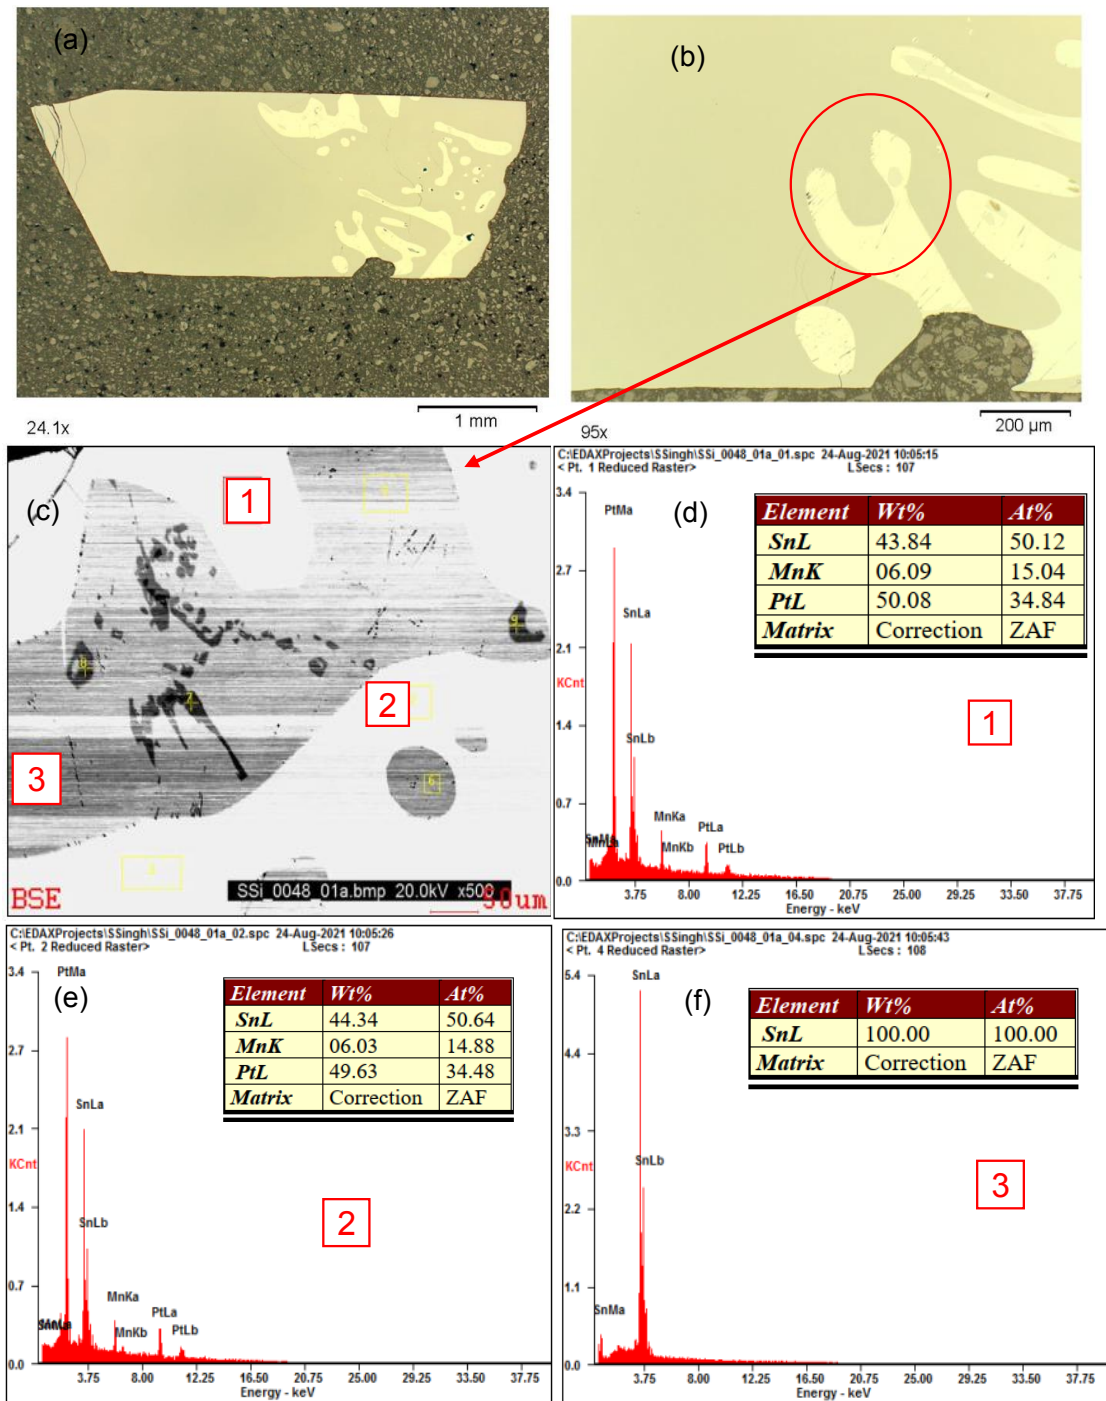 (a)
(b)
24.1x
1 mm
95x
200 µm
(c)
1
2
3
8
7
9
6
BSE
SSi_0048_01a.bmp 20.0kV x500
50um
C:\EDAXProjects\SSingh\SSi_0048_01a_01.spc 24-Aug-2021 10:05:15
< Pt. 1 Reduced Raster> LSecs : 107
(d)
3.4
2.7
2.1
KCnt
1.4
0.7
0.0
PtMa
SnLa
SnLb
SnMa
MnLa
MnKa
MnKb
PtLa
PtLb
Element Wt% At%
SnL 43.84 50.12
MnK 06.09 15.04
PtL 50.08 34.84
Matrix Correction ZAF
1
3.75 8.00 12.25 16.50 20.75 25.00 29.25 33.50 37.75
Energy - keV
C:\EDAXProjects\SSingh\SSi_0048_01a_02.spc 24-Aug-2021 10:05:26
< Pt. 2 Reduced Raster> LSecs : 107
(e)
3.4
2.7
2.1
KCnt
1.4
0.7
0.0
PtMa
SnLa
SnLb
MnLa
MnKa
MnKb
PtLa
PtLb
Element Wt% At%
SnL 44.34 50.64
MnK 06.03 14.88
PtL 49.63 34.48
Matrix Correction ZAF
2
3.75 8.00 12.25 16.50 20.75 25.00 29.25 33.50 37.75
Energy - keV
C:\EDAXProjects\SSingh\SSi_0048_01a_04.spc 24-Aug-2021 10:05:43
< Pt. 4 Reduced Raster> LSecs : 108
(f)
5.4
4.4
3.3
KCnt
2.2
1.1
0.0
SnLa
SnLb
SnMa
Element Wt% At%
SnL 100.00 100.00
Matrix Correction ZAF
3
3.75 8.00 12.25 16.50 20.75 25.00 29.25 33.50 37.75
Energy - keV